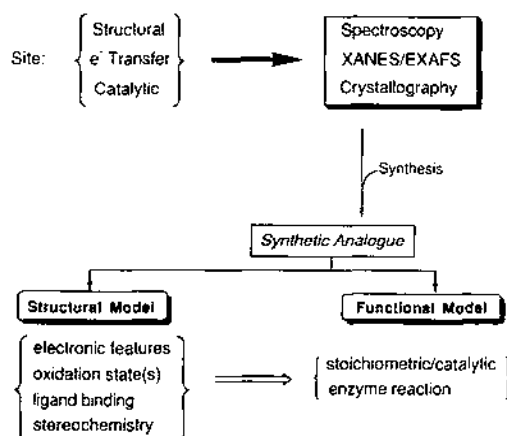 Structural
Site: e⁻ Transfer
Catalytic
Spectroscopy
XANES/EXAFS
Crystallography
Synthesis
Synthetic Analogue
Structural Model
Functional Model
electronic features
oxidation state(s)
ligand binding
stereochemistry
stoichiometric/catalytic
enzyme reaction